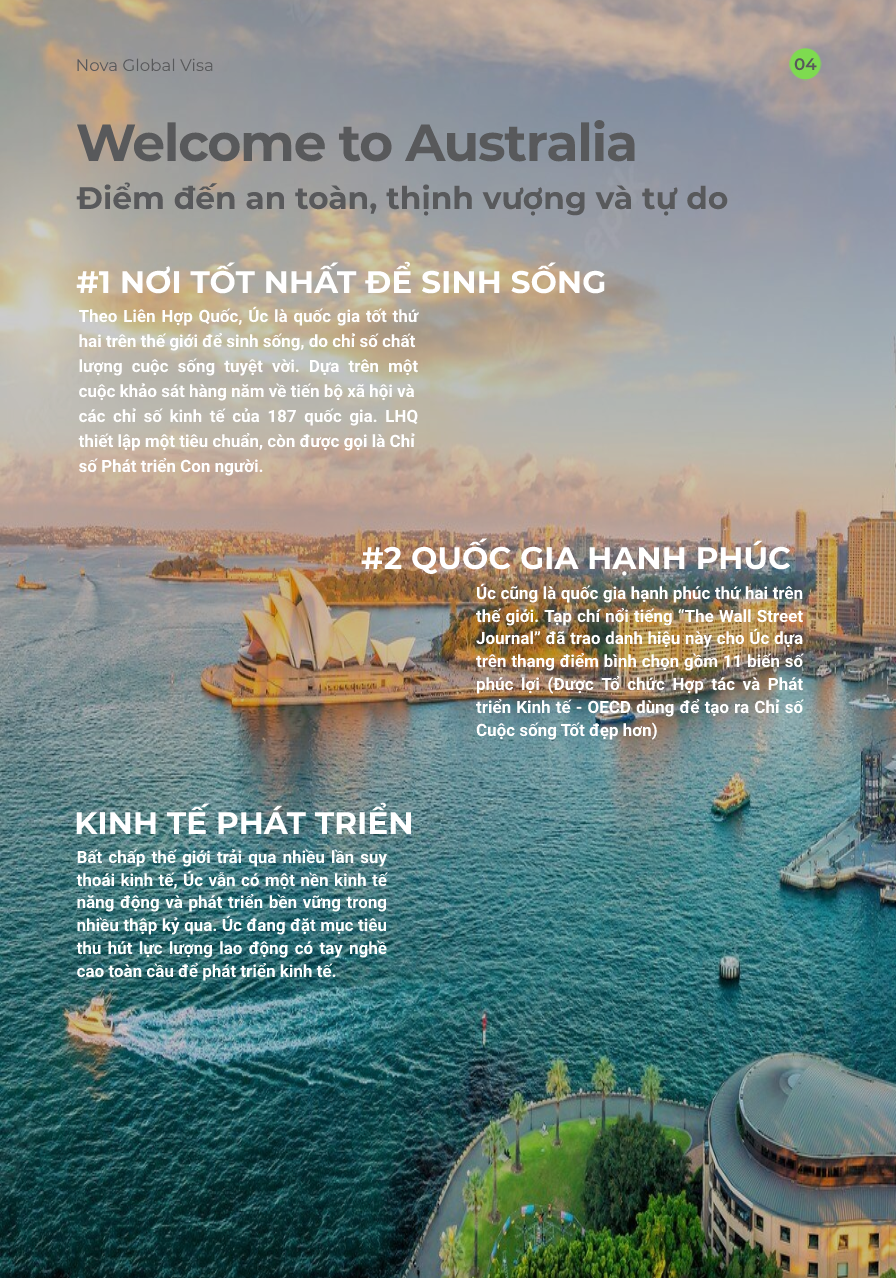 Nova Global Visa
04
Welcome to Australia
Điểm đến an toàn, thịnh vượng và tự do
#1 NƠI TỐT NHẤT ĐỂ SINH SỐNG
Theo Liên Hợp Quốc, Úc là quốc gia tốt thứ
hai trên thế giới để sinh sống, do chỉ số chất
lượng cuộc sống tuyệt vời. Dựa trên một
cuộc khảo sát hàng năm về tiến bộ xã hội và
các chỉ số kinh tế của 187 quốc gia. LHQ
thiết lập một tiêu chuẩn, còn được gọi là Chỉ
số Phát triển Con người.
#2 QUỐC GIA HẠNH PHÚC
Úc cũng là quốc gia hạnh phúc thứ hai trên
thế giới. Tạp chí nổi tiếng “The Wall Street
Journal” đã trao danh hiệu này cho Úc dựa
trên thang điểm bình chọn gồm 11 biến số
phúc lợi (Được Tổ chức Hợp tác và Phát
triển Kinh tế - OECD dùng để tạo ra Chỉ số
Cuộc sống Tốt đẹp hơn)
KINH TẾ PHÁT TRIỂN
Bất chấp thế giới trải qua nhiều lần suy
thoái kinh tế, Úc vẫn có một nền kinh tế
năng động và phát triển bền vững trong
nhiều thập kỷ qua. Úc đang đặt mục tiêu
thu hút lực lượng lao động có tay nghề
cao toàn cầu để phát triển kinh tế.